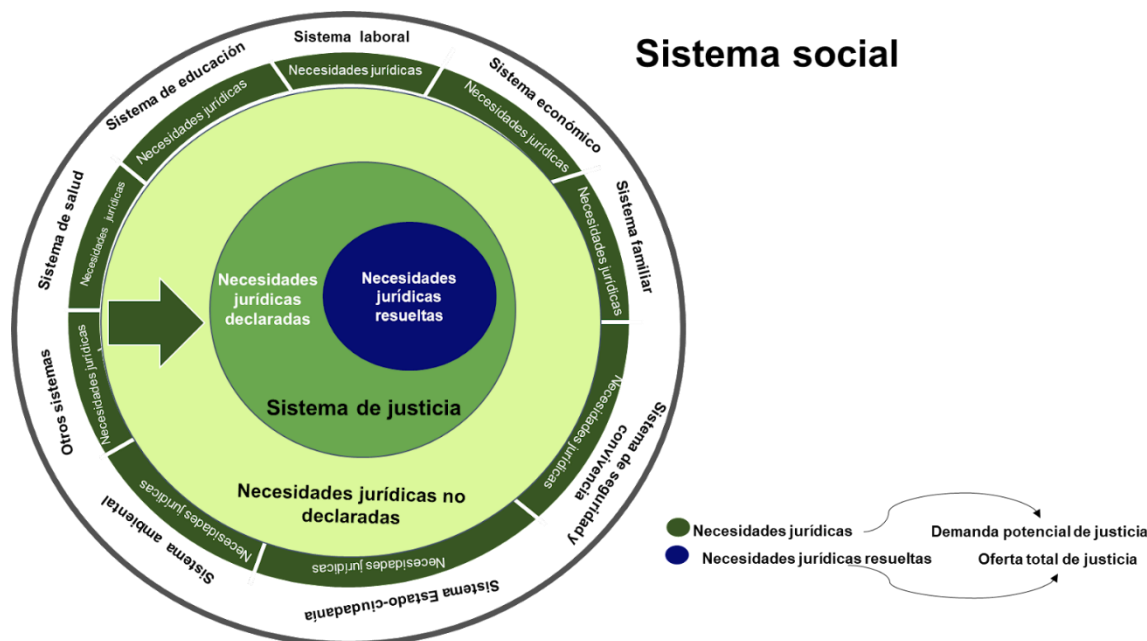 Sistema social
Sistema laboral
Necesidades jurídicas
Sistema económico
Necesidades jurídicas
Sistema familiar
Necesidades jurídicas
Sistema de seguridad y
convivencia
Necesidades jurídicas
Sistema Estado-ciudadanía
Necesidades jurídicas
Sistema ambiental
Necesidades jurídicas
Otros sistemas
Necesidades jurídicas
Sistema de salud
Necesidades jurídicas
Sistema de educación
Necesidades jurídicas
Necesidades
jurídicas
declaradas
Necesidades
jurídicas
resueltas
Sistema de justicia
Necesidades jurídicas no
declaradas
Necesidades jurídicas
Demanda potencial de justicia
Necesidades jurídicas resueltas
Oferta total de justicia